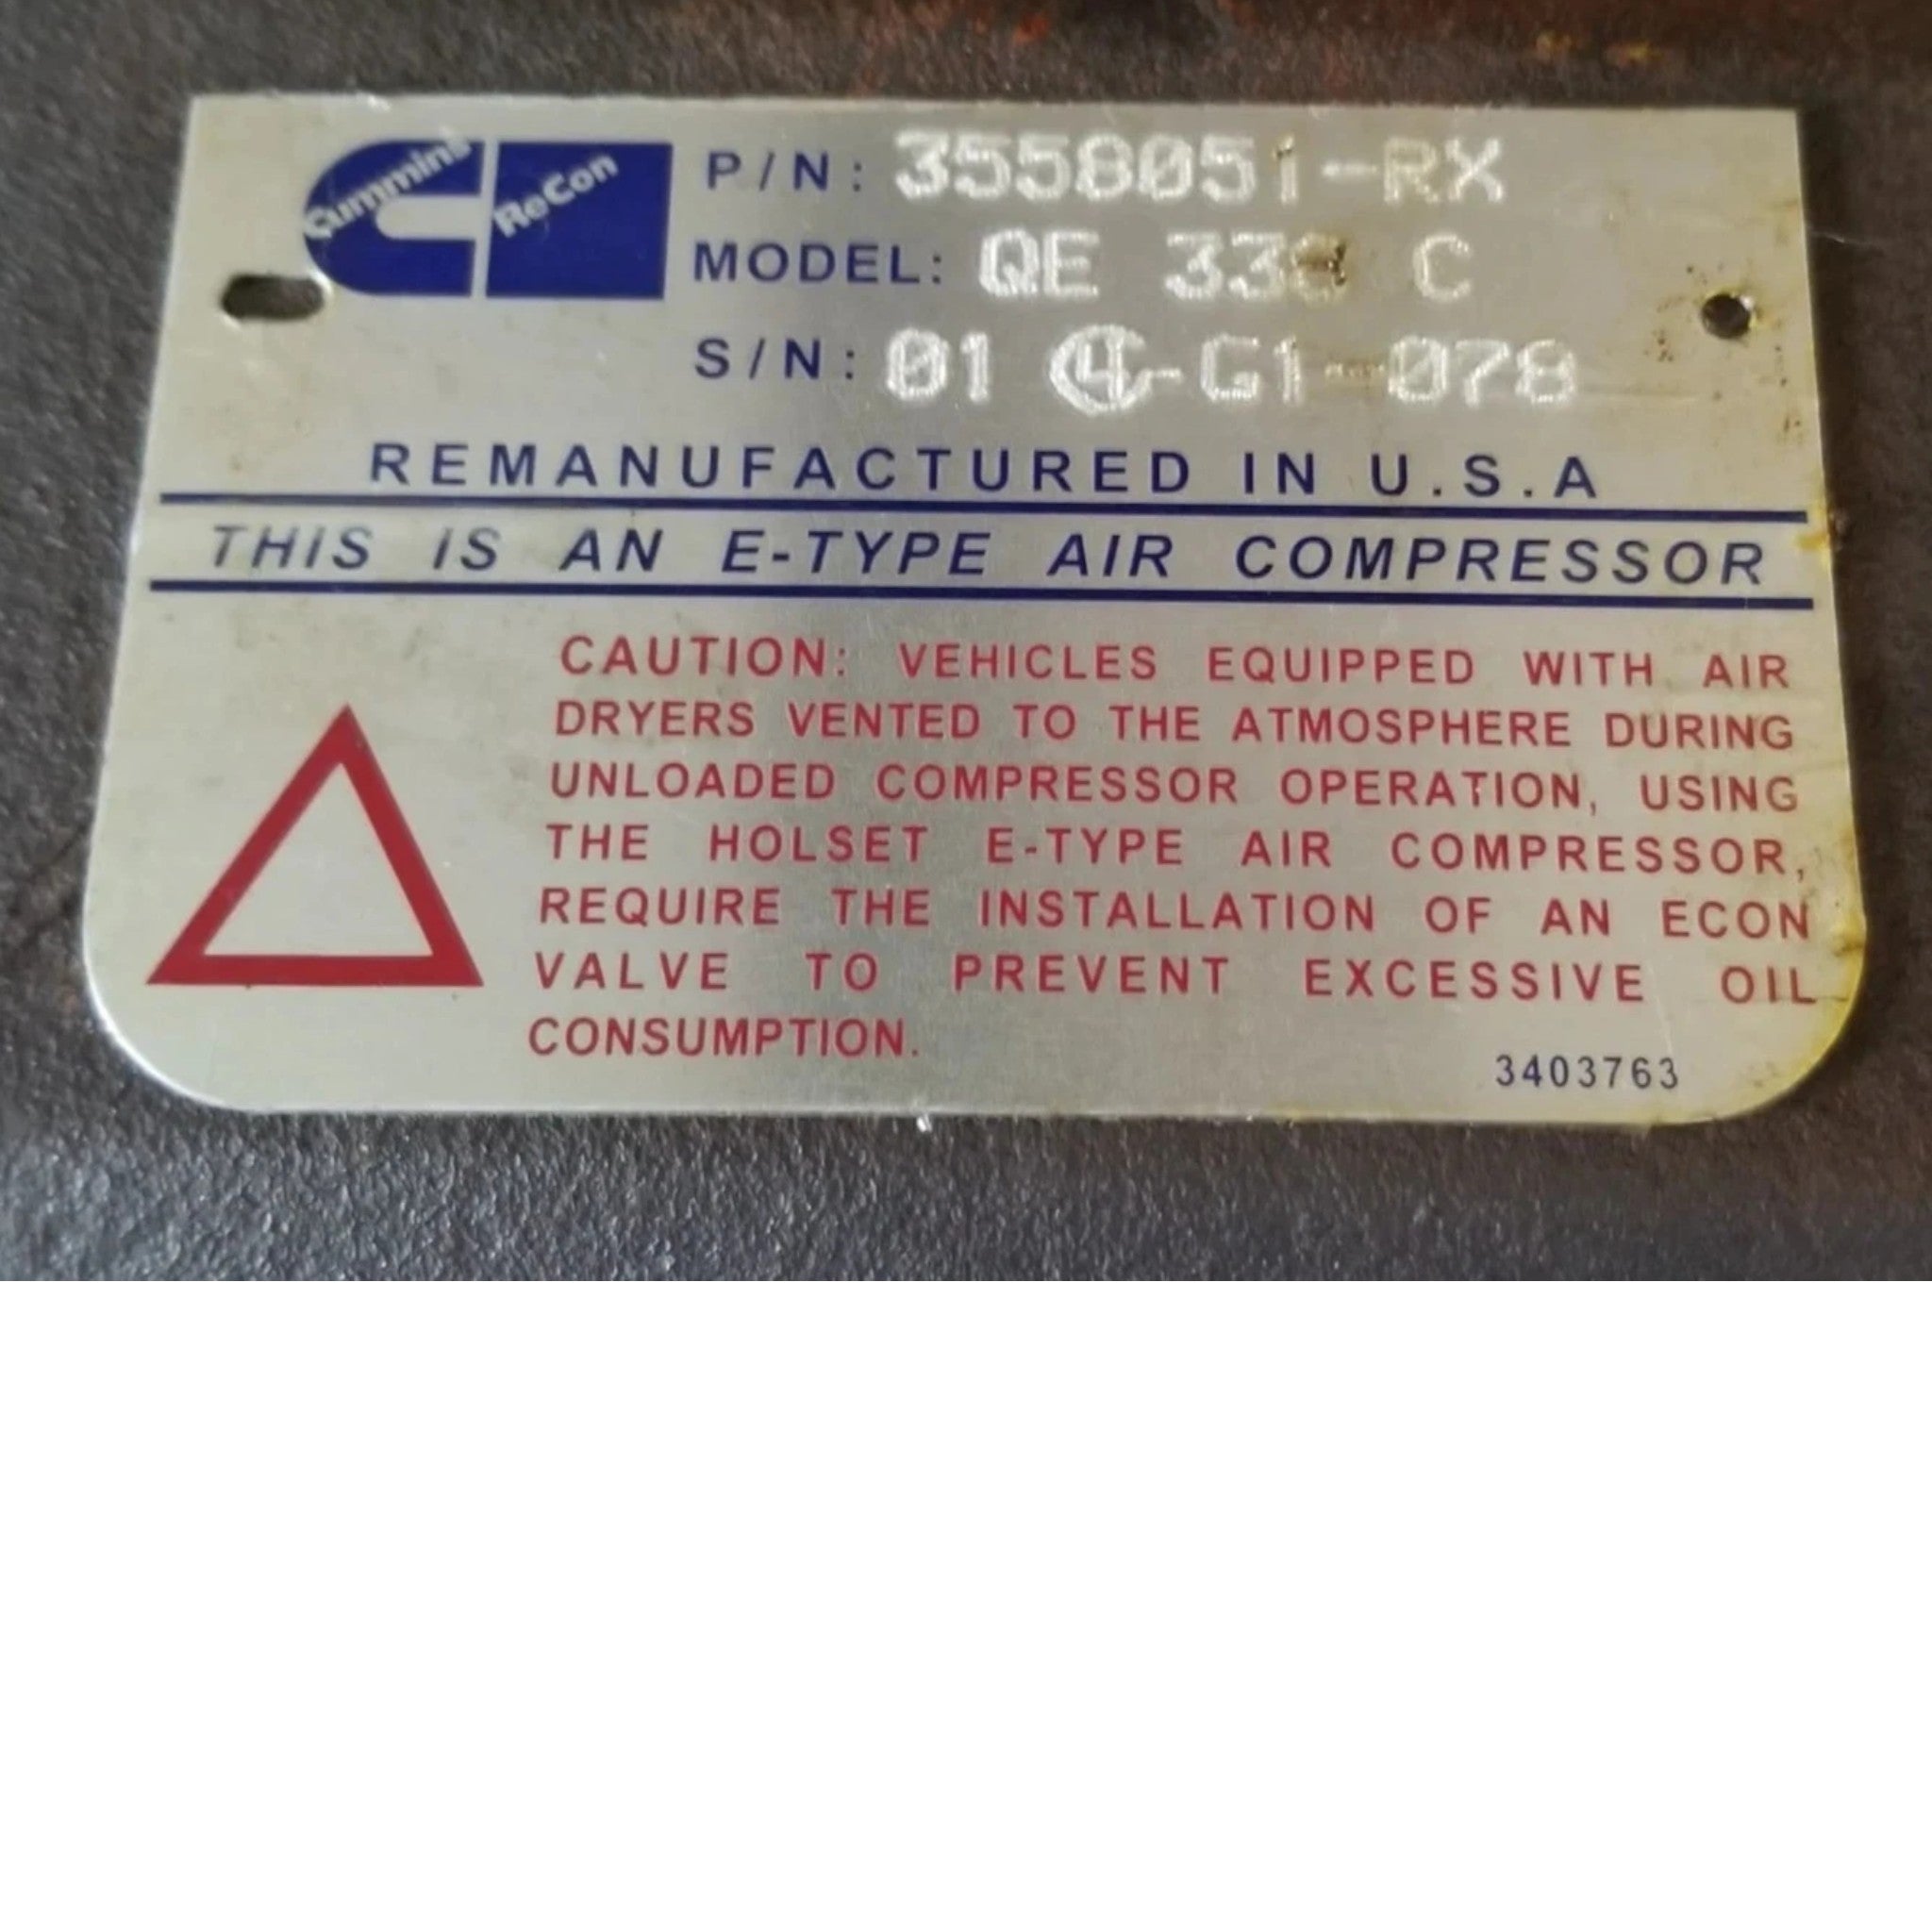 Cummins ReCon
P/N: 3558051-RX
MODEL: QE C
S/N: 01 -G1-078
REMANUFACTURED IN U.S.A
THIS IS AN E-TYPE AIR COMPRESSOR
CAUTION: VEHICLES EQUIPPED WITH AIR
DRYERS VENTED TO THE ATMOSPHERE DURING
UNLOADED COMPRESSOR OPERATION, USING
THE HOLSET E-TYPE AIR COMPRESSOR,
REQUIRE THE INSTALLATION OF AN ECON
VALVE TO PREVENT EXCESSIVE OIL
CONSUMPTION.
3403763